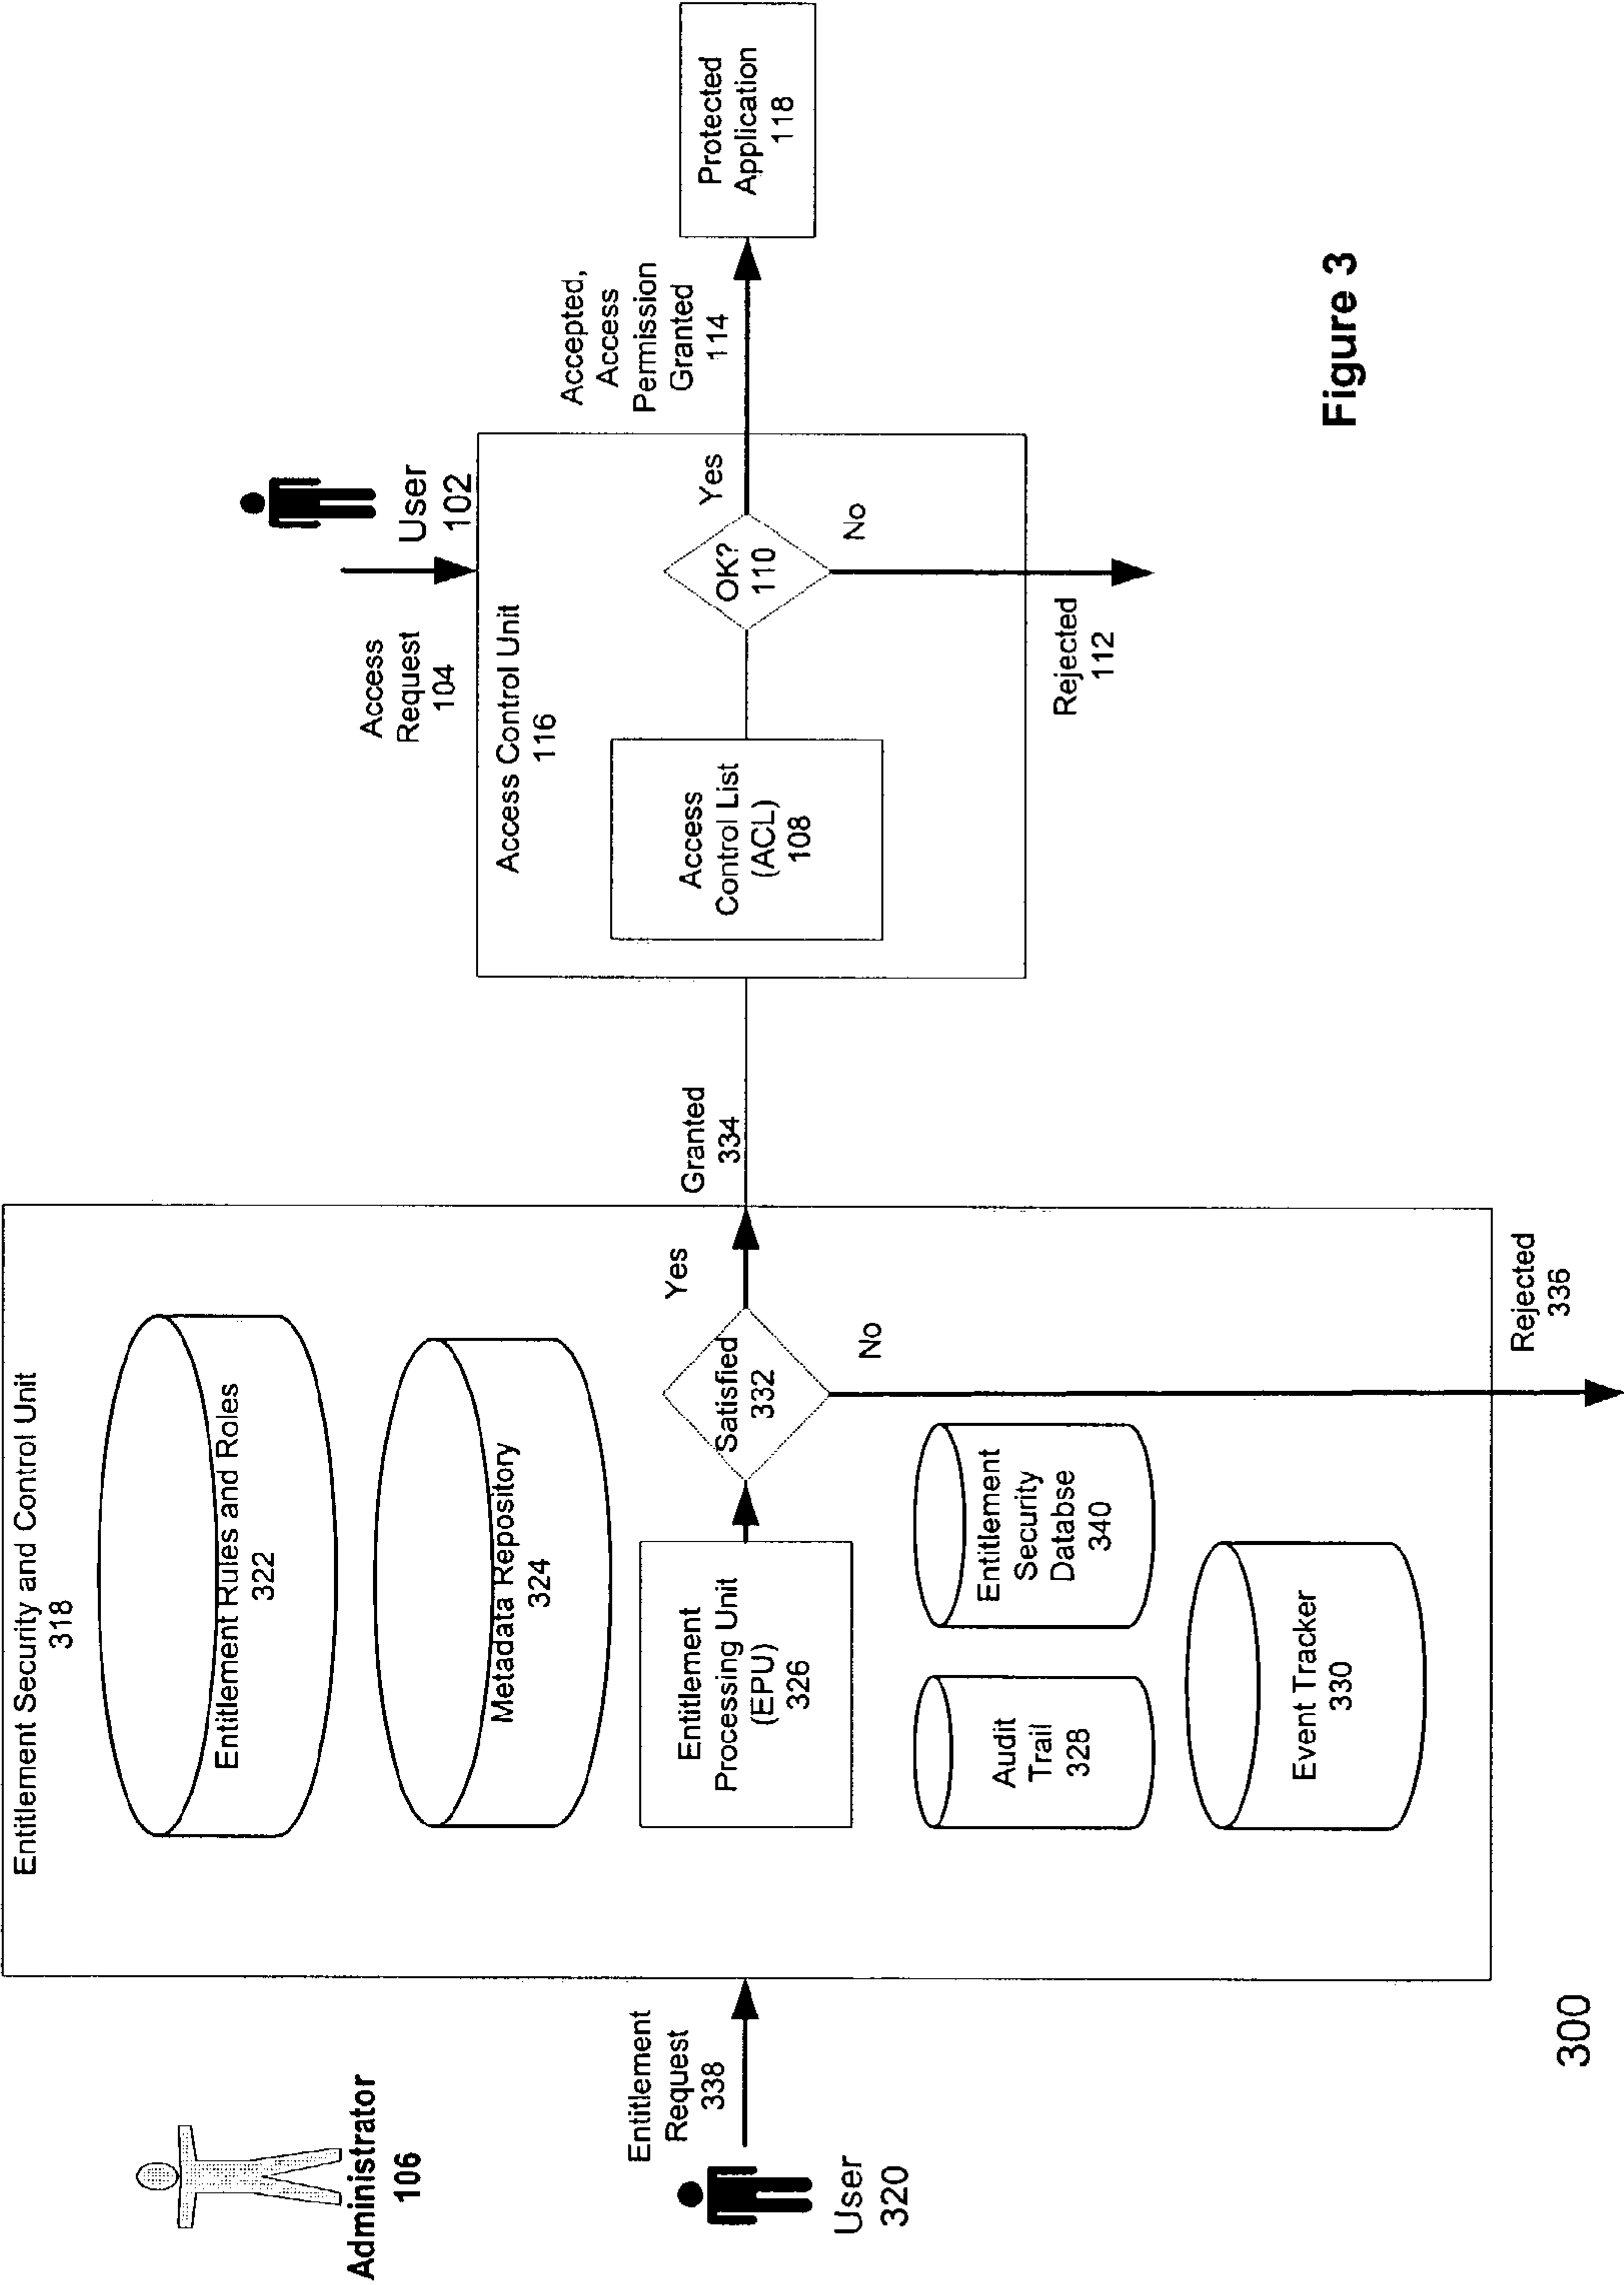 Administrator
106
User
320
Entitlement
Request
338
300
Entitlement Security and Control Unit
318
Entitlement Rules and Roles
322
Metadata Repository
324
Entitlement
Processing Unit
(EPU)
326
Satisfied
332
Yes
No
Audit
Trail
328
Entitlement
Security
Databse
340
Event Tracker
330
Rejected
336
Granted
334
Access
Request
104
User
102
Access Control Unit
116
Access
Control List
(ACL)
108
OK?
110
Yes
No
Rejected
112
Accepted,
Access
Permission
Granted
114
Protected
Application
118
Figure 3